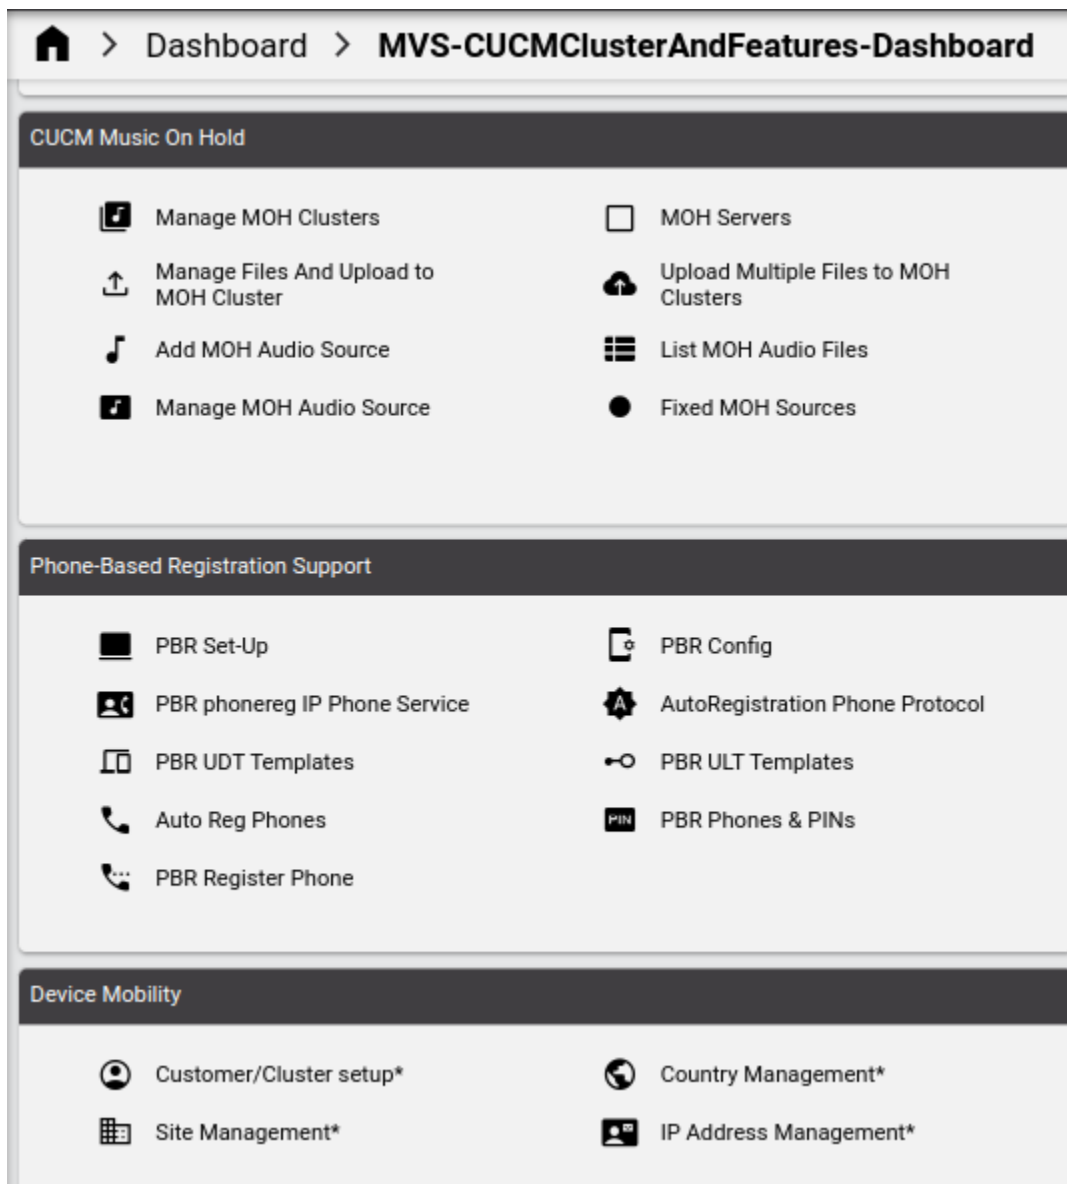 Dashboard > MVS-CUCMClusterAndFeatures-Dashboard
CUCM Music On Hold
Manage MOH Clusters
MOH Servers
Manage Files And Upload to
MOH Cluster
Upload Multiple Files to MOH
Clusters
Add MOH Audio Source
List MOH Audio Files
Manage MOH Audio Source
Fixed MOH Sources
Phone-Based Registration Support
PBR Set-Up
PBR Config
PBR phonereg IP Phone Service
A
AutoRegistration Phone Protocol
PBR UDT Templates
PBR ULT Templates
Auto Reg Phones
PIN
PBR Phones & PINs
PBR Register Phone
Device Mobility
Customer/Cluster setup*
Country Management*
Site Management*
IP Address Management*